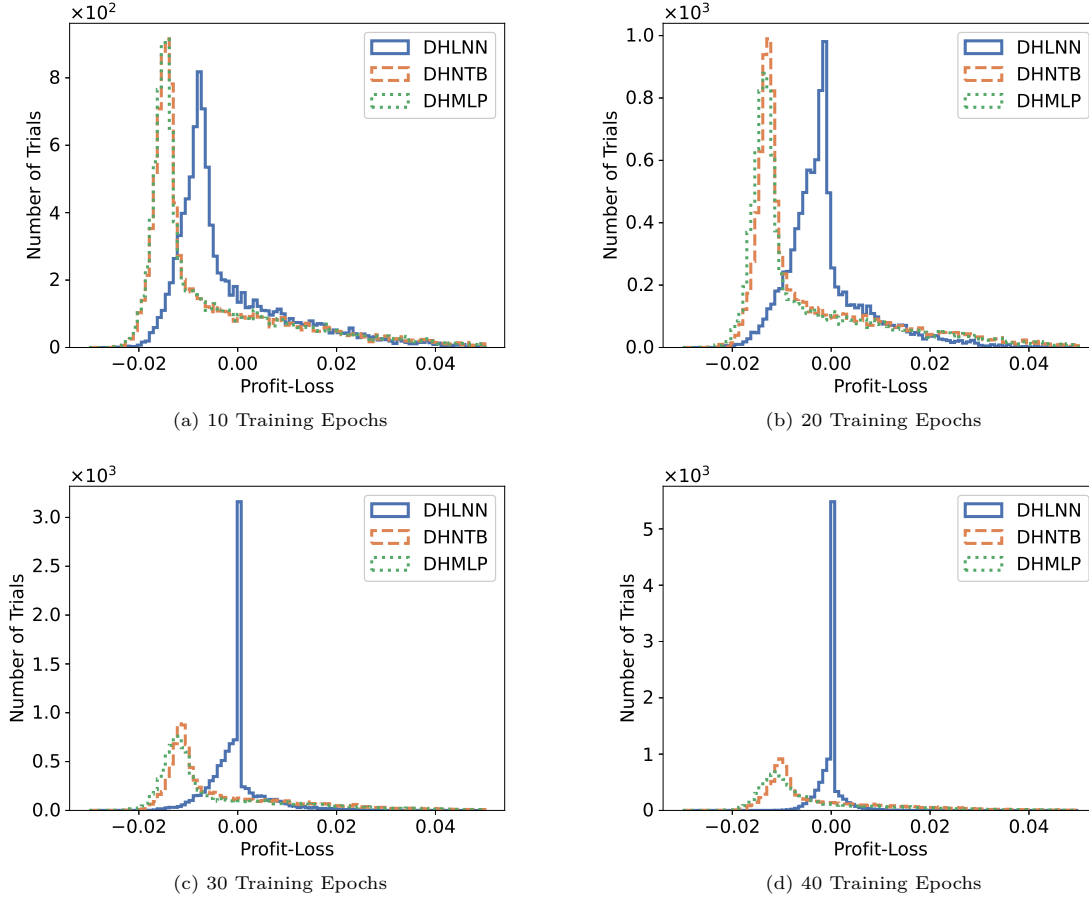 ×10²
8
6
4
2
0
Number of Trials
DHLNN
DHNTB
DHMLP
−0.02 0.00 0.02 0.04
Profit-Loss
(a) 10 Training Epochs
×10³
1.0
0.8
0.6
0.4
0.2
0.0
Number of Trials
DHLNN
DHNTB
DHMLP
−0.02 0.00 0.02 0.04
Profit-Loss
(b) 20 Training Epochs
×10³
3.0
2.5
2.0
1.5
1.0
0.5
0.0
Number of Trials
DHLNN
DHNTB
DHMLP
−0.02 0.00 0.02 0.04
Profit-Loss
(c) 30 Training Epochs
×10³
5
4
3
2
1
0
Number of Trials
DHLNN
DHNTB
DHMLP
−0.02 0.00 0.02 0.04
Profit-Loss
(d) 40 Training Epochs